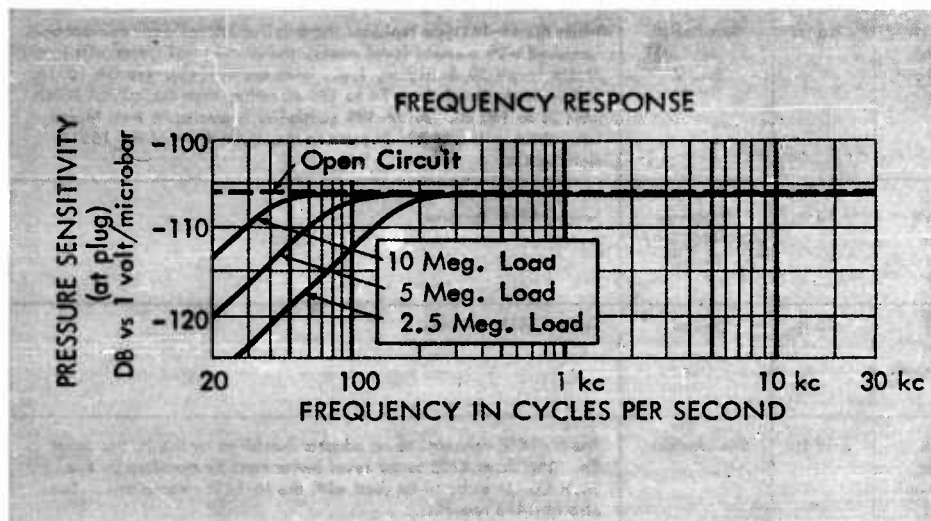 FREQUENCY RESPONSE
PRESSURE SENSITIVITY
(at plug)
DB vs 1 volt/microbar
-100
-110
-120
Open Circuit
10 Meg. Load
5 Meg. Load
2.5 Meg. Load
20 100 1 kc 10 kc 30 kc
FREQUENCY IN CYCLES PER SECOND